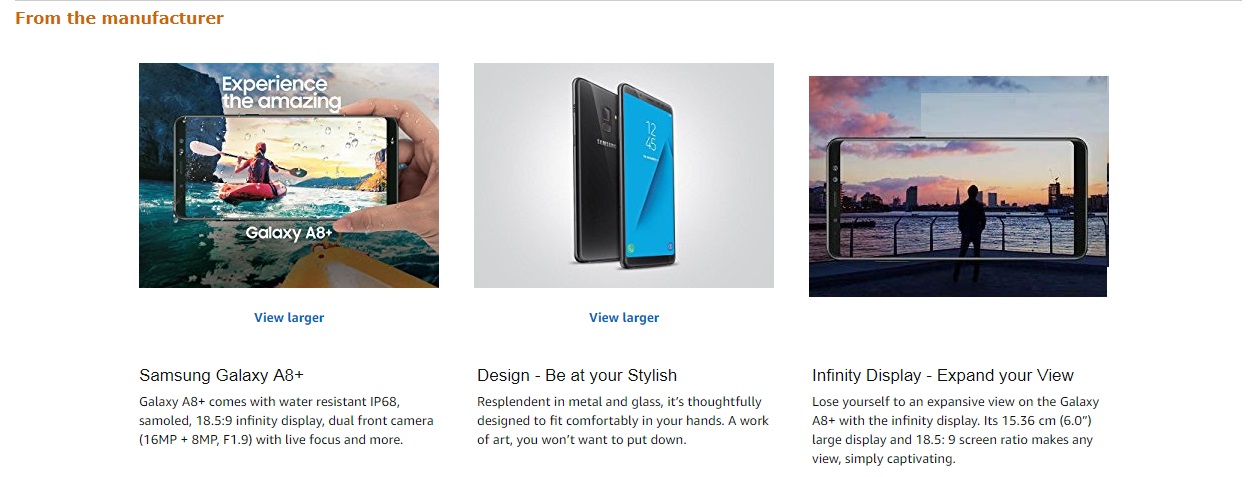 From the manufacturer
Experience
the amazing
Galaxy A8+
SAMSUNG
12
45
View larger
View larger
Samsung Galaxy A8+
Galaxy A8+ comes with water resistant IP68,
samoled, 18.5:9 infinity display, dual front camera
(16MP + 8MP, F1.9) with live focus and more.
Design - Be at your Stylish
Resplendent in metal and glass, it’s thoughtfully
designed to fit comfortably in your hands. A work
of art, you won’t want to put down.
Infinity Display - Expand your View
Lose yourself to an expansive view on the Galaxy
A8+ with the infinity display. Its 15.36 cm (6.0”)
large display and 18.5: 9 screen ratio makes any
view, simply captivating.